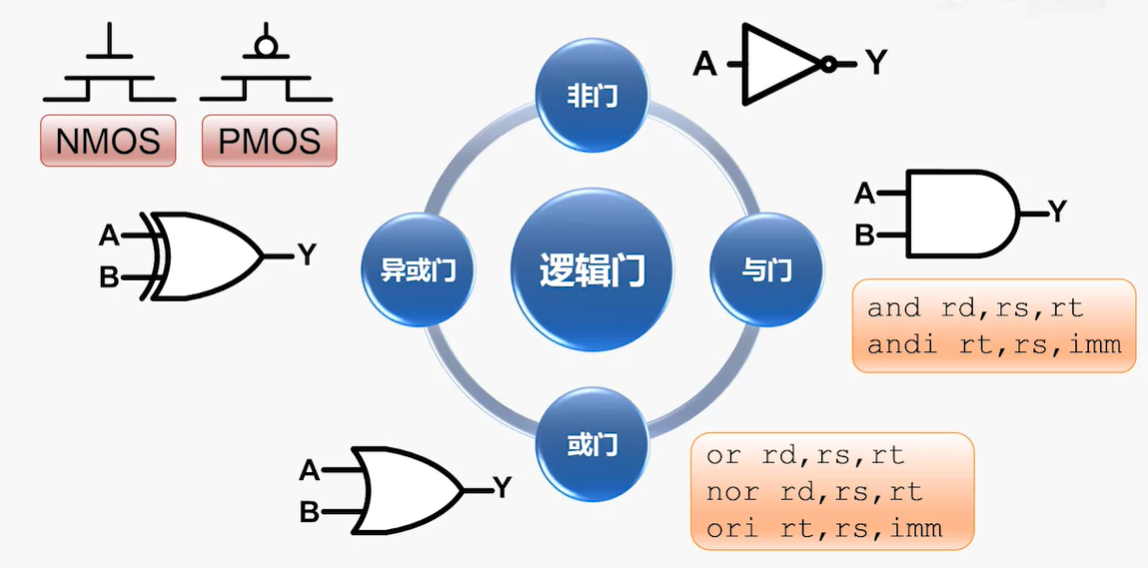 NMOS
PMOS
非门
A
Y
A
B
Y
异或门
逻辑门
与门
A
B
Y
and rd,rs,rt
andi rt,rs,imm
或门
A
B
Y
or rd,rs,rt
nor rd,rs,rt
ori rt,rs,imm